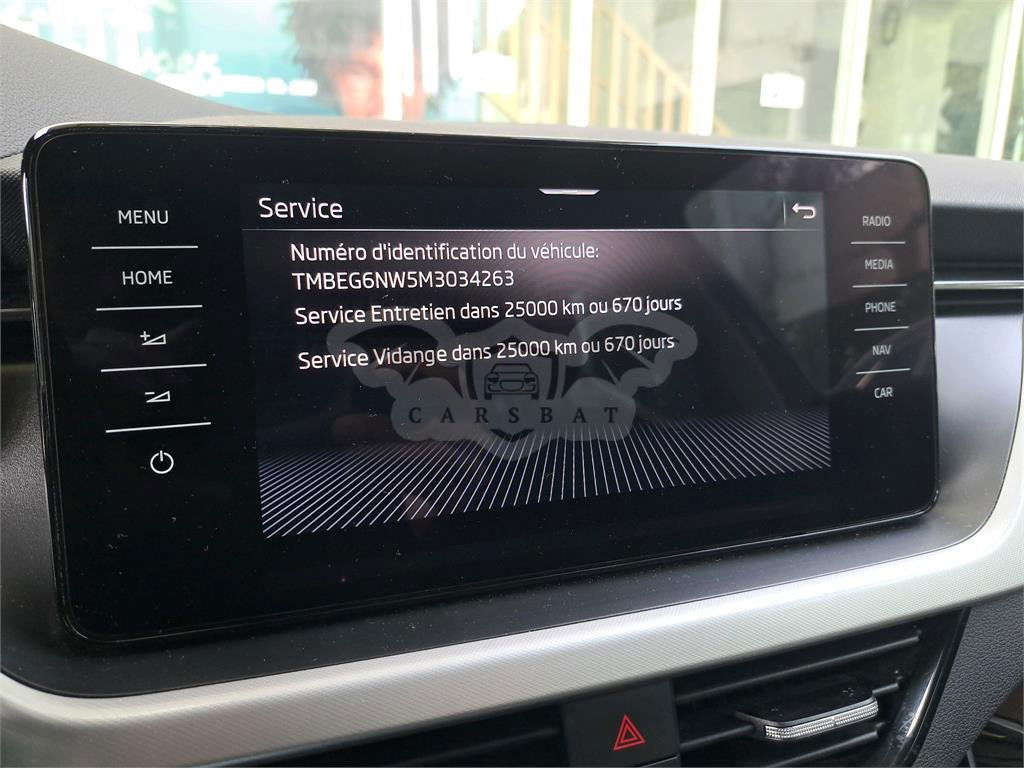 MENU
HOME
Service
Numéro d'identification du véhicule:
TMBEG6NW5M3034263
Service Entretien dans 25000 km ou 670 jours
Service Vidange dans 25000 km ou 670 jours
CARSBAT
RADIO
MEDIA
PHONE
NAV
CAR